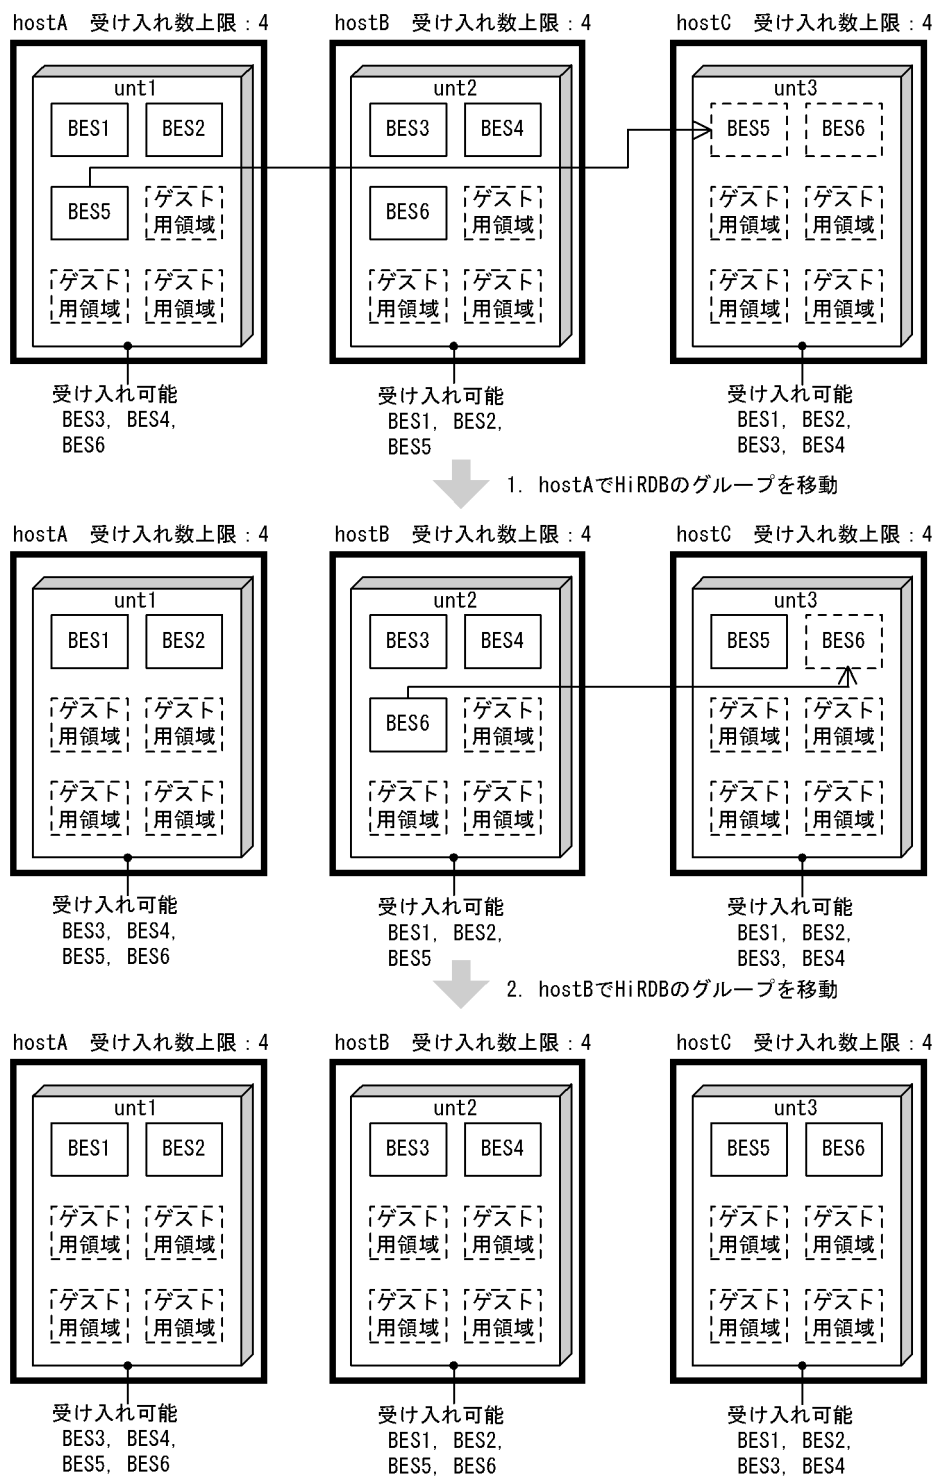 hostA　受け入れ数上限：4
hostB　受け入れ数上限：4
hostC　受け入れ数上限：4
unt1
BES1
BES2
BES5
ゲスト
用領域
ゲスト
用領域
ゲスト
用領域
受け入れ可能
BES3, BES4,
BES6
unt2
BES3
BES4
BES6
ゲスト
用領域
ゲスト
用領域
ゲスト
用領域
受け入れ可能
BES1, BES2,
BES5
unt3
BES5
BES6
ゲスト
用領域
ゲスト
用領域
ゲスト
用領域
ゲスト
用領域
受け入れ可能
BES1, BES2,
BES3, BES4
1. hostAでHiRDBのグループを移動
hostA　受け入れ数上限：4
hostB　受け入れ数上限：4
hostC　受け入れ数上限：4
unt1
BES1
BES2
ゲスト
用領域
ゲスト
用領域
ゲスト
用領域
ゲスト
用領域
受け入れ可能
BES3, BES4,
BES5, BES6
unt2
BES3
BES4
BES6
ゲスト
用領域
ゲスト
用領域
ゲスト
用領域
受け入れ可能
BES1, BES2,
BES5
unt3
BES5
BES6
ゲスト
用領域
ゲスト
用領域
ゲスト
用領域
ゲスト
用領域
受け入れ可能
BES1, BES2,
BES3, BES4
2. hostBでHiRDBのグループを移動
hostA　受け入れ数上限：4
hostB　受け入れ数上限：4
hostC　受け入れ数上限：4
unt1
BES1
BES2
ゲスト
用領域
ゲスト
用領域
ゲスト
用領域
ゲスト
用領域
受け入れ可能
BES3, BES4,
BES5, BES6
unt2
BES3
BES4
ゲスト
用領域
ゲスト
用領域
ゲスト
用領域
ゲスト
用領域
受け入れ可能
BES1, BES2,
BES5, BES6
unt3
BES5
BES6
ゲスト
用領域
ゲスト
用領域
ゲスト
用領域
ゲスト
用領域
受け入れ可能
BES1, BES2,
BES3, BES4